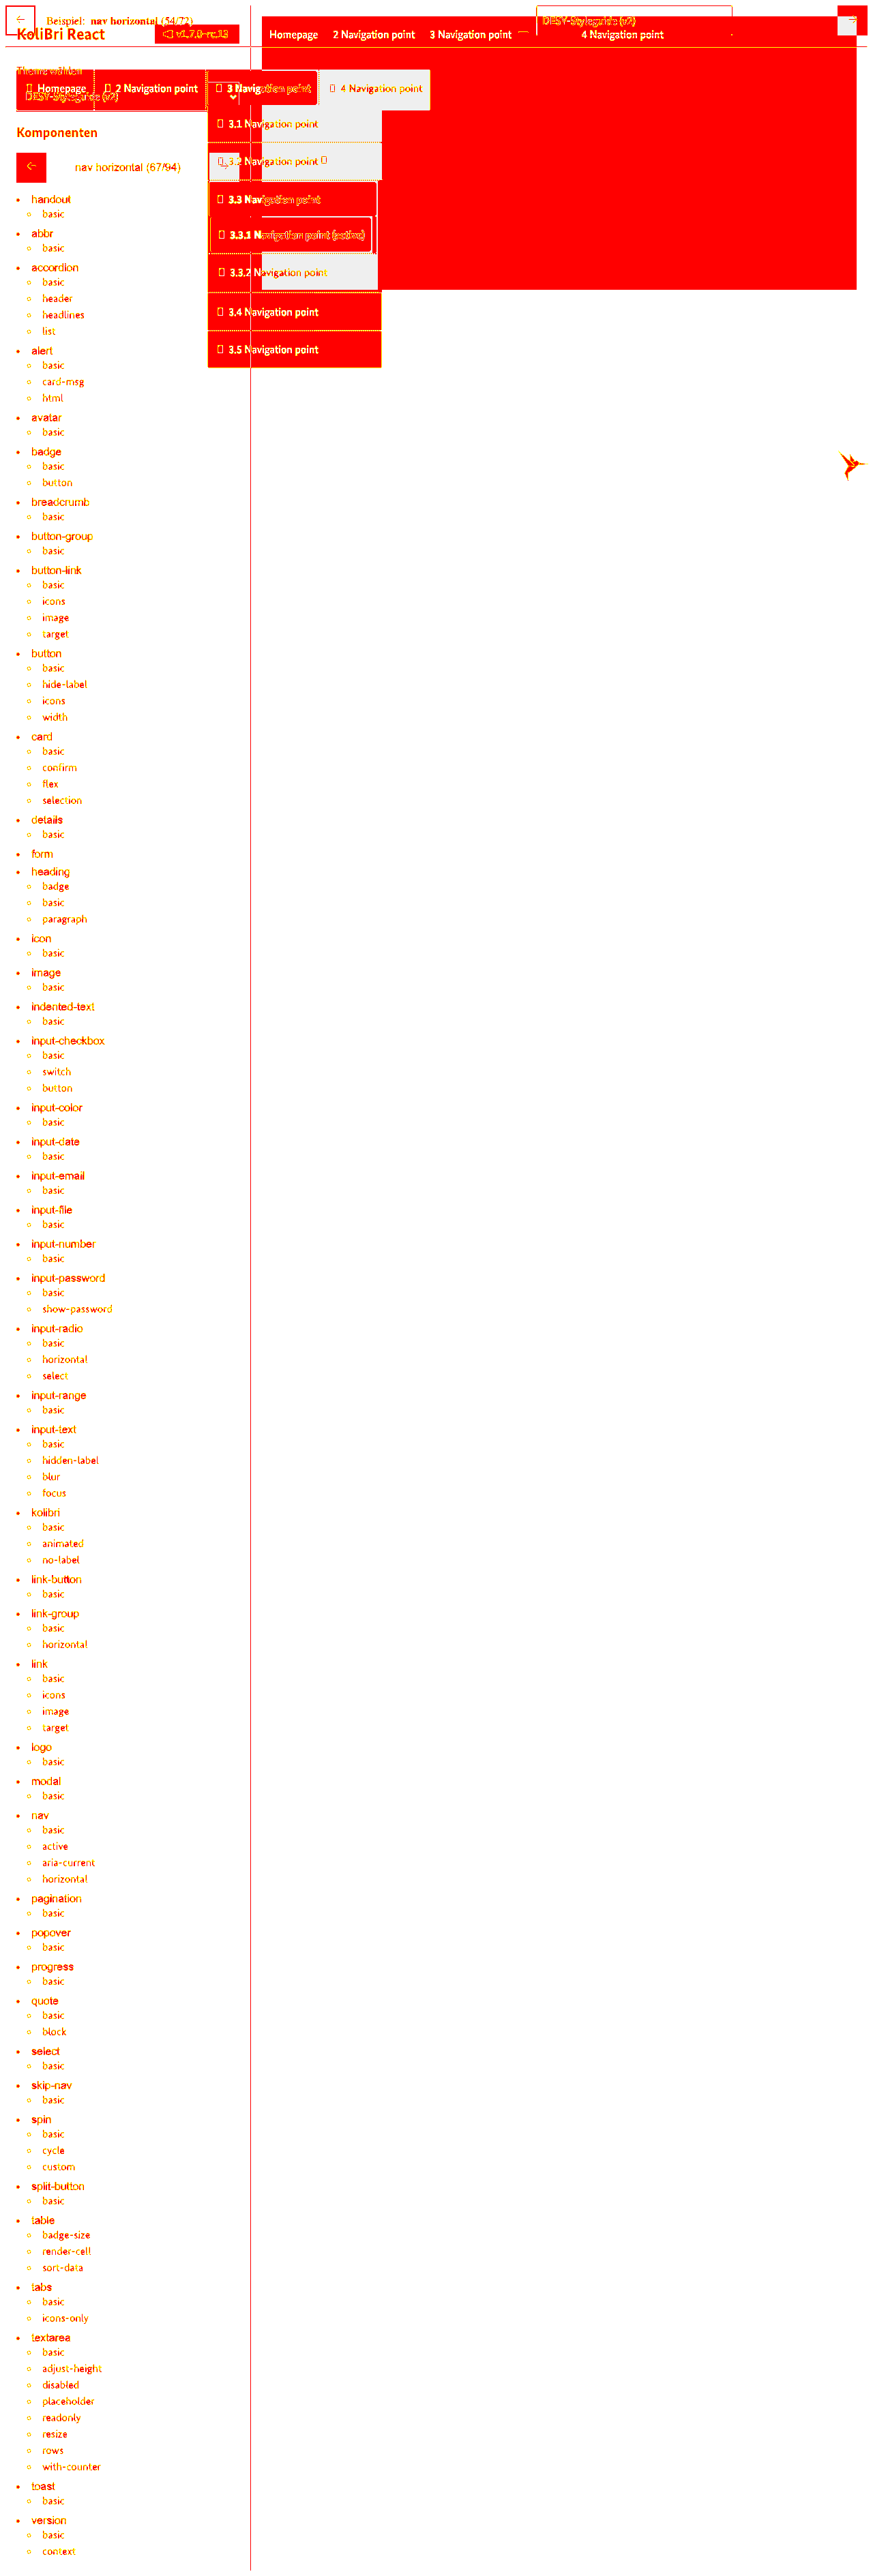 ← Beispiel: nav horizontal (54/72) DESY-Styleguide (v2) →
KoliBri React v1.7.0-rc.13 Homepage 2 Navigation point 3 Navigation point 4 Navigation point
Theme wählen
Homepage 2 Navigation point 3 Navigation point 4 Navigation point
DESY-Styleguide (v2)
3.1 Navigation point
Komponenten
3.2 Navigation point
← nav horizontal (67/94) →
3.3 Navigation point
3.3.1 Navigation point (active)
3.3.2 Navigation point
3.4 Navigation point
3.5 Navigation point
handout
basic
abbr
basic
accordion
basic
header
headlines
list
alert
basic
card-msg
html
avatar
basic
badge
basic
button
breadcrumb
basic
button-group
basic
button-link
basic
icons
image
target
button
basic
hide-label
icons
width
card
basic
confirm
flex
selection
details
basic
form
heading
badge
basic
paragraph
icon
basic
image
basic
indented-text
basic
input-checkbox
basic
switch
button
input-color
basic
input-date
basic
input-email
basic
input-file
basic
input-number
basic
input-password
basic
show-password
input-radio
basic
horizontal
select
input-range
basic
input-text
basic
hidden-label
blur
focus
kolibri
basic
animated
no-label
link-button
basic
link-group
basic
horizontal
link
basic
icons
image
target
logo
basic
modal
basic
nav
basic
active
aria-current
horizontal
pagination
basic
popover
basic
progress
basic
quote
basic
block
select
basic
skip-nav
basic
spin
basic
cycle
custom
split-button
basic
table
badge-size
render-cell
sort-data
tabs
basic
icons-only
textarea
basic
adjust-height
disabled
placeholder
readonly
resize
rows
with-counter
toast
basic
version
basic
context